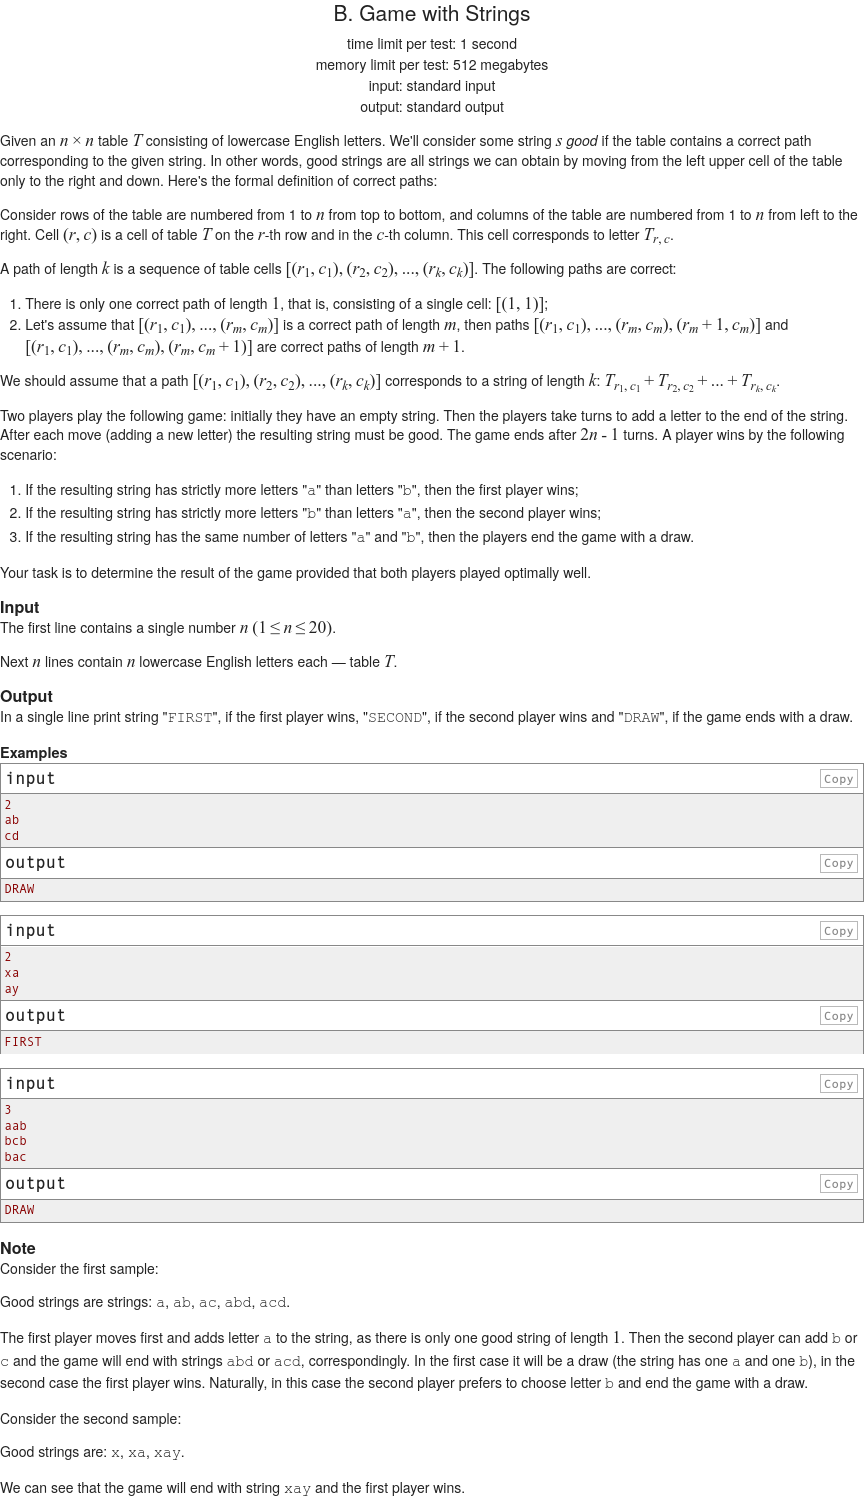 B. Game with Strings
time limit per test: 1 second
memory limit per test: 512 megabytes
input: standard input
output: standard output
Given an n × n table T consisting of lowercase English letters. We'll consider some string s good if the table contains a correct path
corresponding to the given string. In other words, good strings are all strings we can obtain by moving from the left upper cell of the table
only to the right and down. Here's the formal definition of correct paths:
Consider rows of the table are numbered from 1 to n from top to bottom, and columns of the table are numbered from 1 to n from left to the
right. Cell (r, c) is a cell of table T on the r-th row and in the c-th column. This cell corresponds to letter T_{r, c}.
A path of length k is a sequence of table cells [(r_1, c_1), (r_2, c_2), ..., (r_k, c_k)]. The following paths are correct:
1. There is only one correct path of length 1, that is, consisting of a single cell: [(1, 1)];
2. Let's assume that [(r_1, c_1), ..., (r_m, c_m)] is a correct path of length m, then paths [(r_1, c_1), ..., (r_m, c_m), (r_m + 1, c_m)] and
[(r_1, c_1), ..., (r_m, c_m), (r_m, c_m + 1)] are correct paths of length m + 1.
We should assume that a path [(r_1, c_1), (r_2, c_2), ..., (r_k, c_k)] corresponds to a string of length k: T_{r_1, c_1} + T_{r_2, c_2} + ... + T_{r_k, c_k}.
Two players play the following game: initially they have an empty string. Then the players take turns to add a letter to the end of the string.
After each move (adding a new letter) the resulting string must be good. The game ends after 2n - 1 turns. A player wins by the following
scenario:
1. If the resulting string has strictly more letters "a" than letters "b", then the first player wins;
2. If the resulting string has strictly more letters "b" than letters "a", then the second player wins;
3. If the resulting string has the same number of letters "a" and "b", then the players end the game with a draw.
Your task is to determine the result of the game provided that both players played optimally well.
Input
The first line contains a single number n (1 ≤ n ≤ 20).
Next n lines contain n lowercase English letters each — table T.
Output
In a single line print string "FIRST", if the first player wins, "SECOND", if the second player wins and "DRAW", if the game ends with a draw.
Examples
input Copy
2
ab
cd
output Copy
DRAW
input Copy
2
xa
ay
output Copy
FIRST
input Copy
3
aab
bcb
bac
output Copy
DRAW
Note
Consider the first sample:
Good strings are strings: a, ab, ac, abd, acd.
The first player moves first and adds letter a to the string, as there is only one good string of length 1. Then the second player can add b or
c and the game will end with strings abd or acd, correspondingly. In the first case it will be a draw (the string has one a and one b), in the
second case the first player wins. Naturally, in this case the second player prefers to choose letter b and end the game with a draw.
Consider the second sample:
Good strings are: x, xa, xay.
We can see that the game will end with string xay and the first player wins.